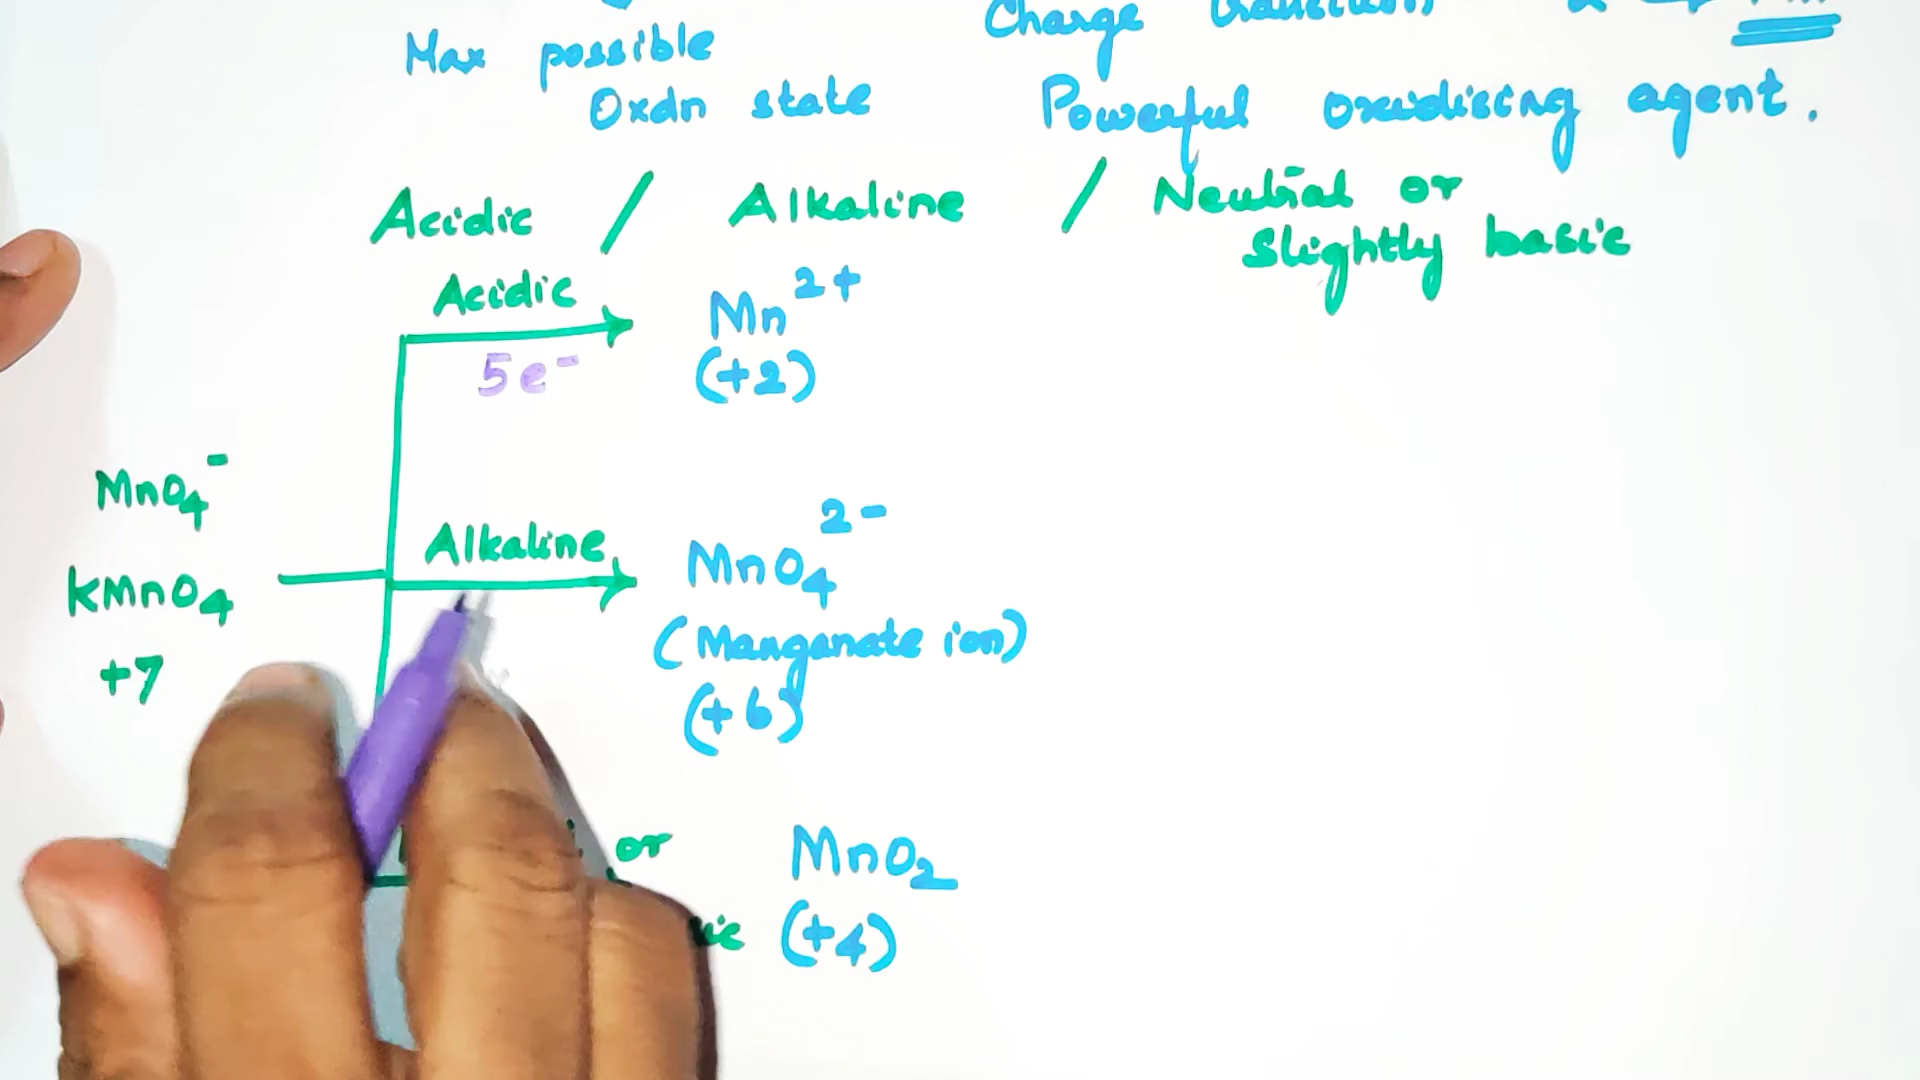 Max possible
Oxdn state
Charge
Powerful oxidising agent.
Acidic / Alkaline / Neutral or
slightly basic
Acidic
5e⁻
Mn²⁺
(+2)
MnO₄⁻
KMnO₄
+7
Alkaline
MnO₄²⁻
(Manganate ion)
(+6)
or
MnO₂
(+4)